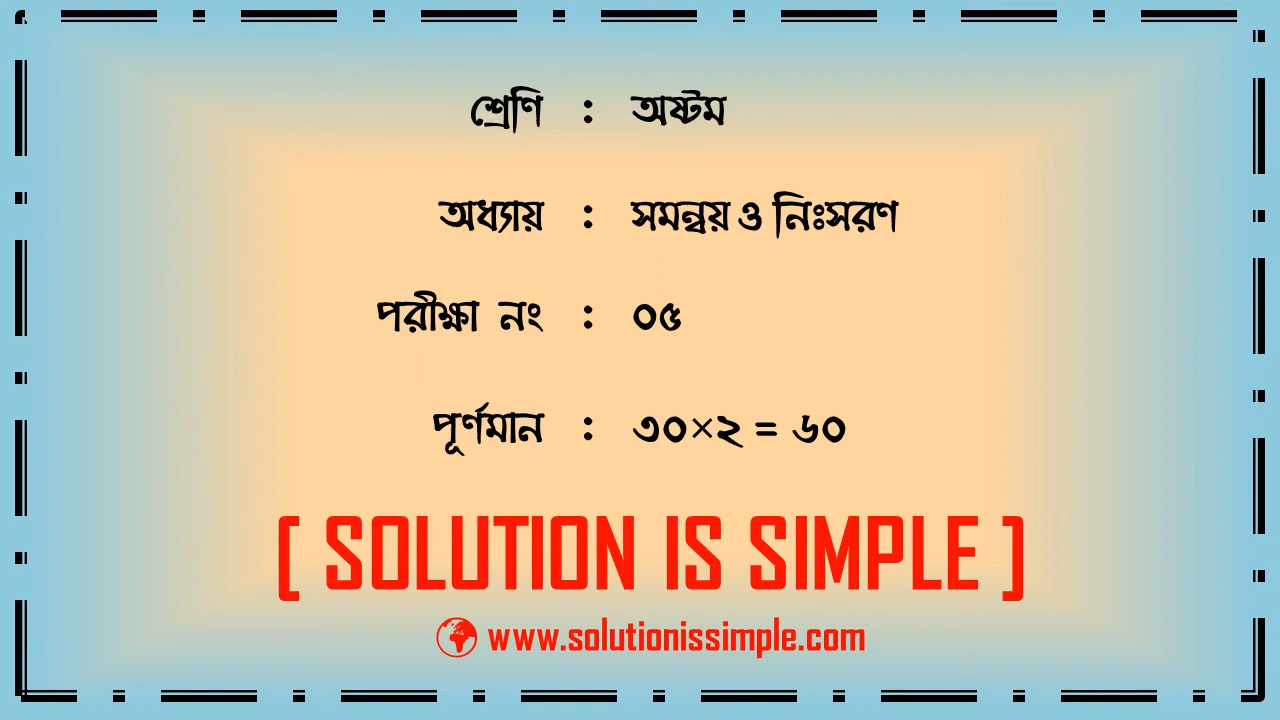 শ্রেণি : অষ্টম
অধ্যায় : সমন্বয় ও নিঃসরণ
পরীক্ষা নং : ০৫
পূর্ণমান : ৩০×২ = ৬০
[ SOLUTION IS SIMPLE ]
www.solutionissimple.com